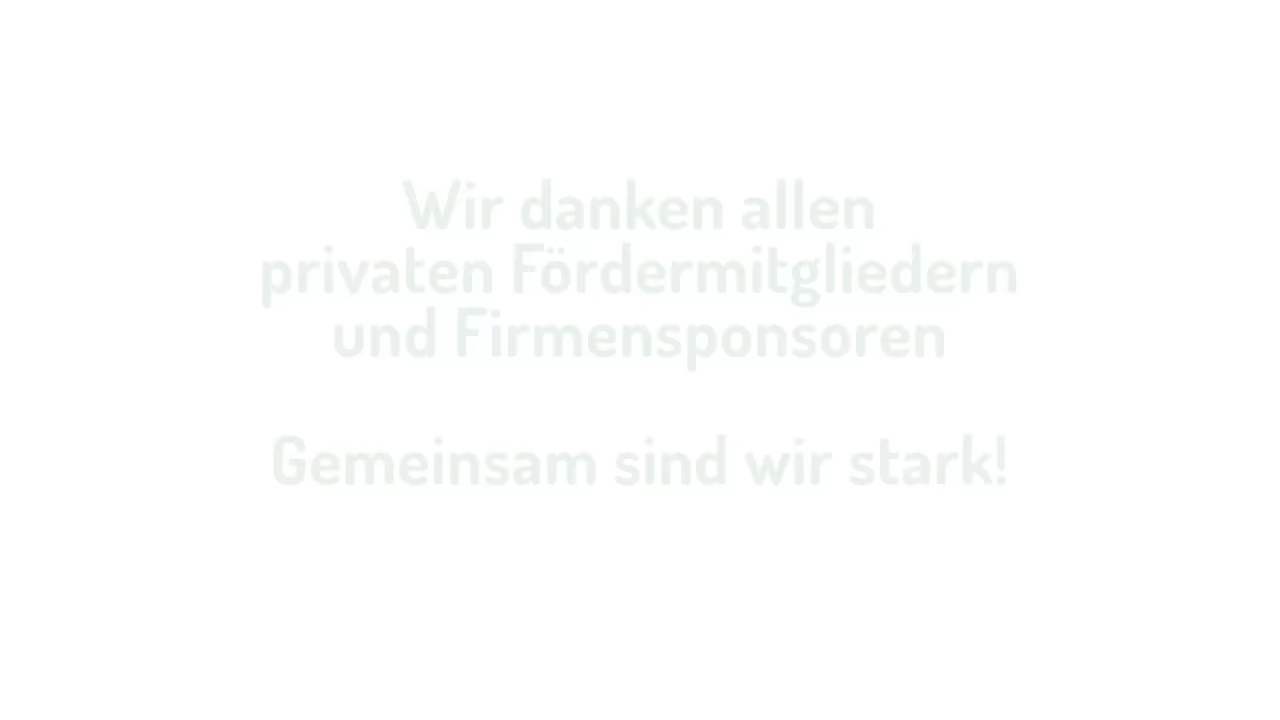 Wir danken allen
privaten Fördermitgliedern
und Firmensponsoren
Gemeinsam sind wir stark!